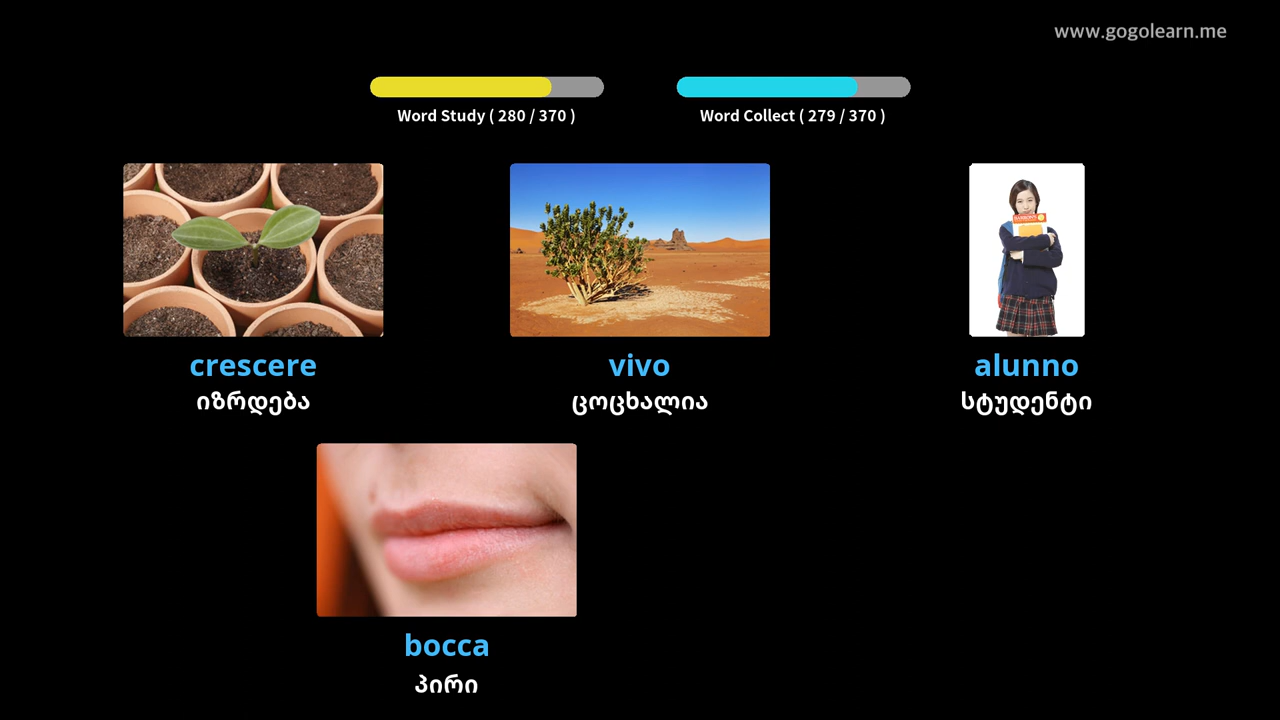 www.gogolearn.me
Word Study ( 280 / 370 )
Word Collect ( 279 / 370 )
crescere
იზრდება
vivo
ცოცხალია
alunno
სტუდენტი
bocca
პირი